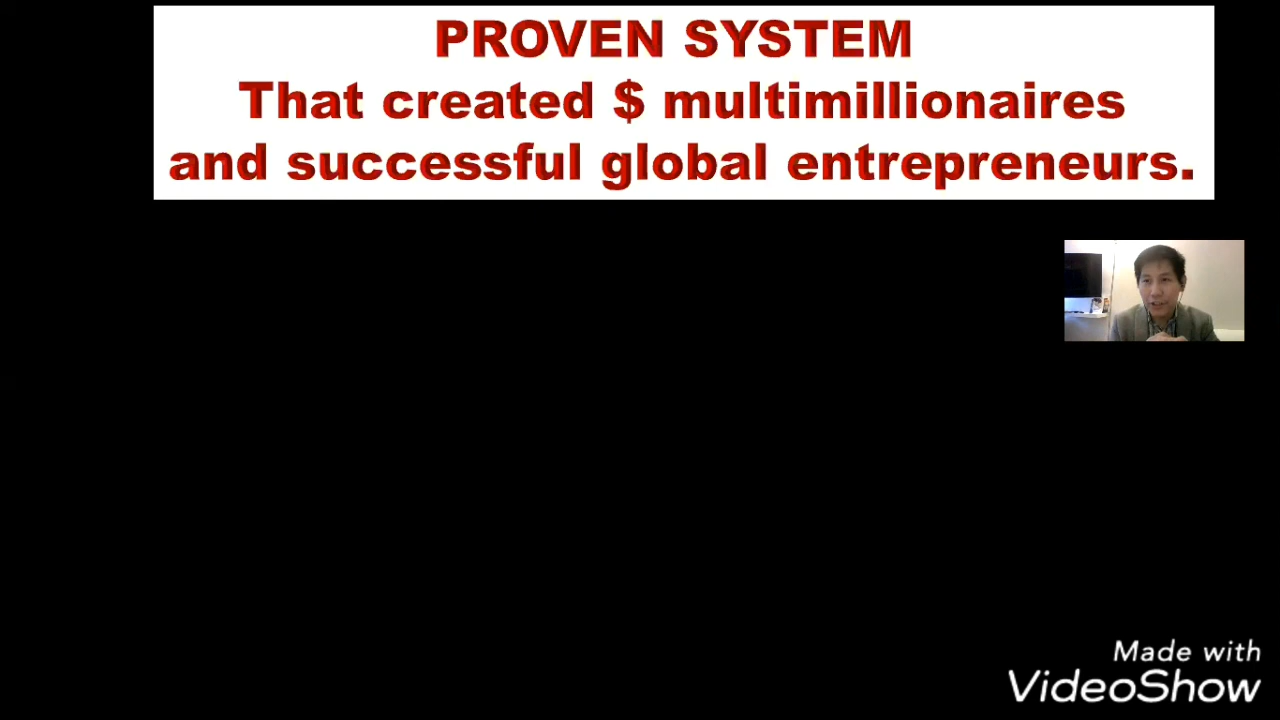 PROVEN SYSTEM
That created $ multimillionaires
and successful global entrepreneurs.
Made with
VideoShow